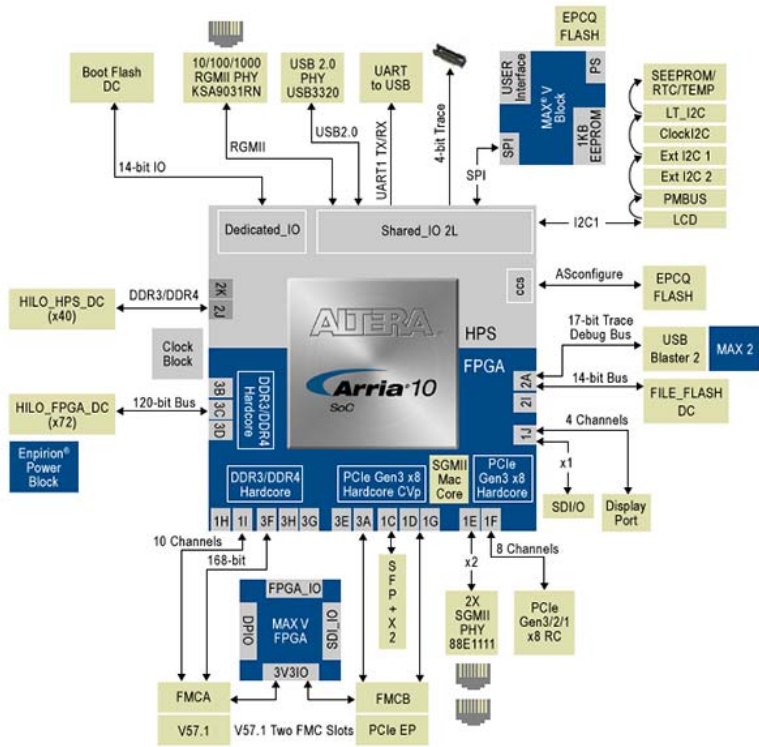 EPCQ
FLASH
10/100/1000
RGMII PHY
KSA9031RN
USB 2.0
PHY
USB3320
UART
to USB
Boot Flash
DC
USER
Interface
PS
MAX® V
Block
SPI
1KB
EEPROM
SEEPROM/
RTC/TEMP
LT_I2C
ClockI2C
Ext I2C 1
Ext I2C 2
PMBUS
LCD
14-bit IO
RGMII
USB2.0
UART1 TX/RX
4-bit Trace
SPI
I2C1
Dedicated_IO
Shared_IO 2L
HILO_HPS_DC
(x40)
DDR3/DDR4
2K
2J
ccs
ASconfigure
EPCQ
FLASH
ALTERA
Arria® 10
SoC
HPS
FPGA
Clock
Block
17-bit Trace
Debug Bus
USB
Blaster 2
MAX 2
2A
2I
14-bit Bus
FILE_FLASH
DC
HILO_FPGA_DC
(x72)
120-bit Bus
3B
3C
3D
DDR3/DDR4
Hardcore
1J
4 Channels
x1
SDI/O
Display
Port
Enpirion®
Power
Block
DDR3/DDR4
Hardcore
PCIe Gen3 x8
Hardcore CVp
SGMII
Mac
Core
PCIe
Gen3 x8
Hardcore
1H
1I
3F
3H
3G
3E
3A
1C
1D
1G
1E
1F
10 Channels
168-bit
x2
8 Channels
SFP+X2
2X
SGMII
PHY
88E1111
PCIe
Gen3/2/1
x8 RC
FPGA_IO
DPIO
MAX V
FPGA
SDI_IO
3V3IO
FMCA
V57.1
V57.1 Two FMC Slots
FMCB
PCIe EP